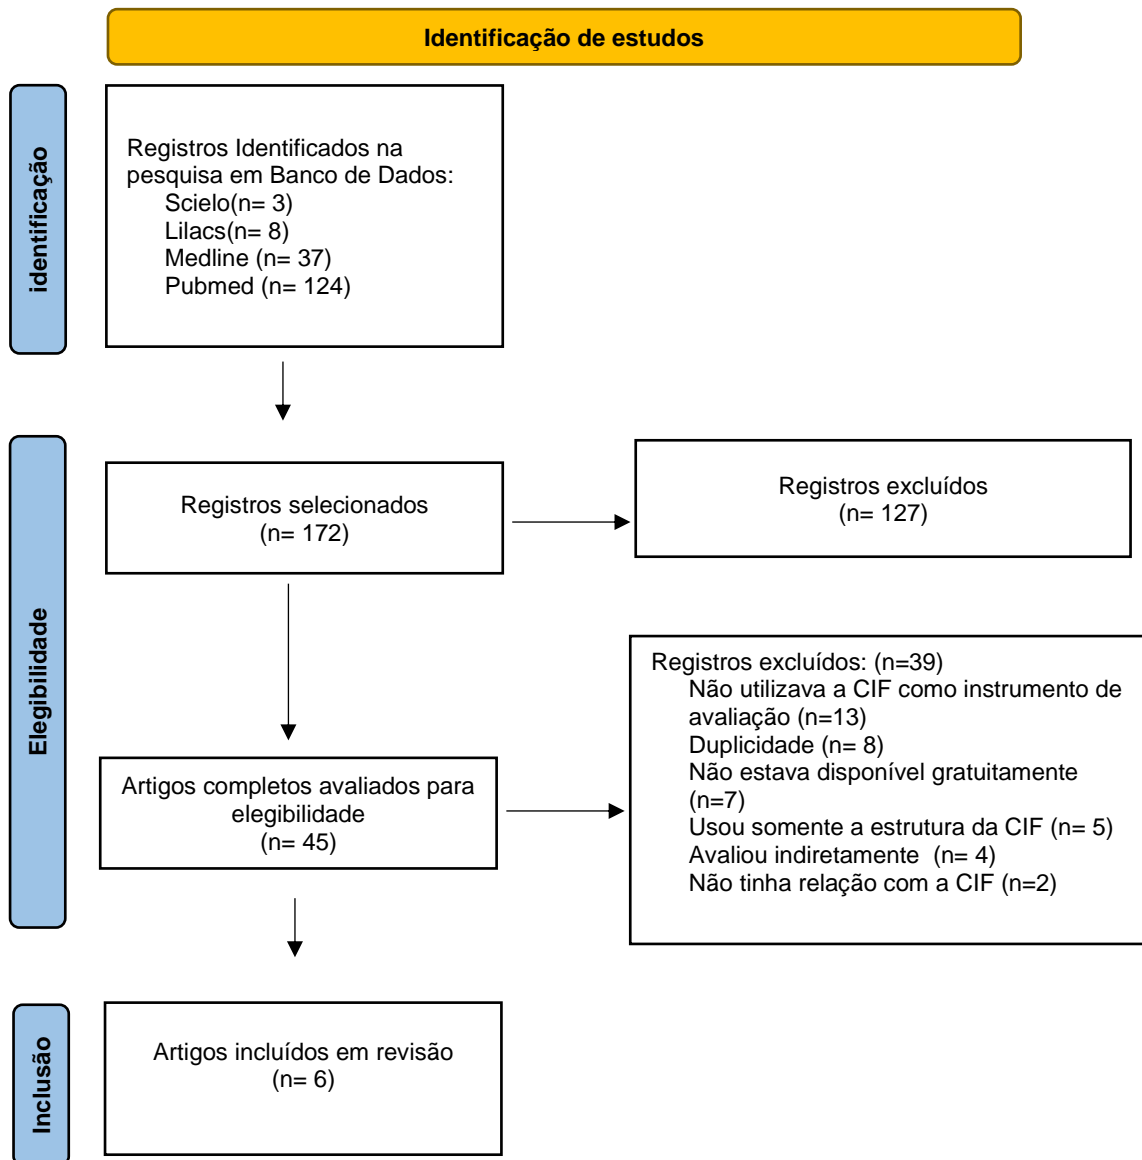 Identificação de estudos
identificação
Registros Identificados na
pesquisa em Banco de Dados:
Scielo(n= 3)
Lilacs(n= 8)
Medline (n= 37)
Pubmed (n= 124)
Elegibilidade
Registros selecionados
(n= 172)
Registros excluídos
(n= 127)
Artigos completos avaliados para
elegibilidade
(n= 45)
Registros excluídos: (n=39)
Não utilizava a CIF como instrumento de
avaliação (n=13)
Duplicidade (n= 8)
Não estava disponível gratuitamente
(n=7)
Usou somente a estrutura da CIF (n= 5)
Avaliou indiretamente  (n= 4)
Não tinha relação com a CIF (n=2)
Inclusão
Artigos incluídos em revisão
(n= 6)